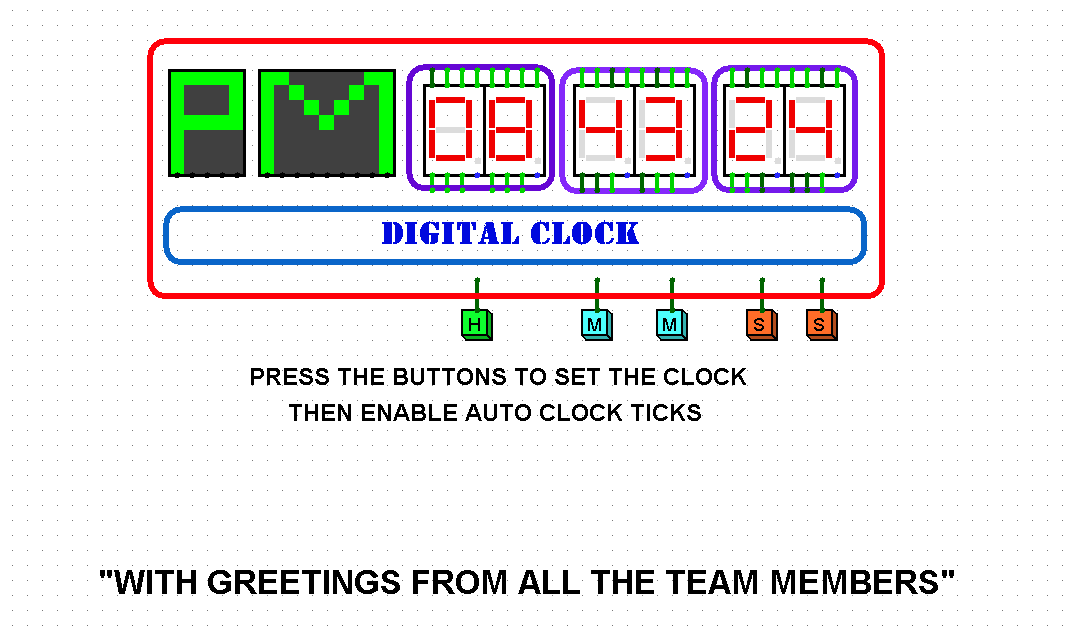 PM 08 43 24
DIGITAL CLOCK
H M M S S
PRESS THE BUTTONS TO SET THE CLOCK
THEN ENABLE AUTO CLOCK TICKS
"WITH GREETINGS FROM ALL THE TEAM MEMBERS"